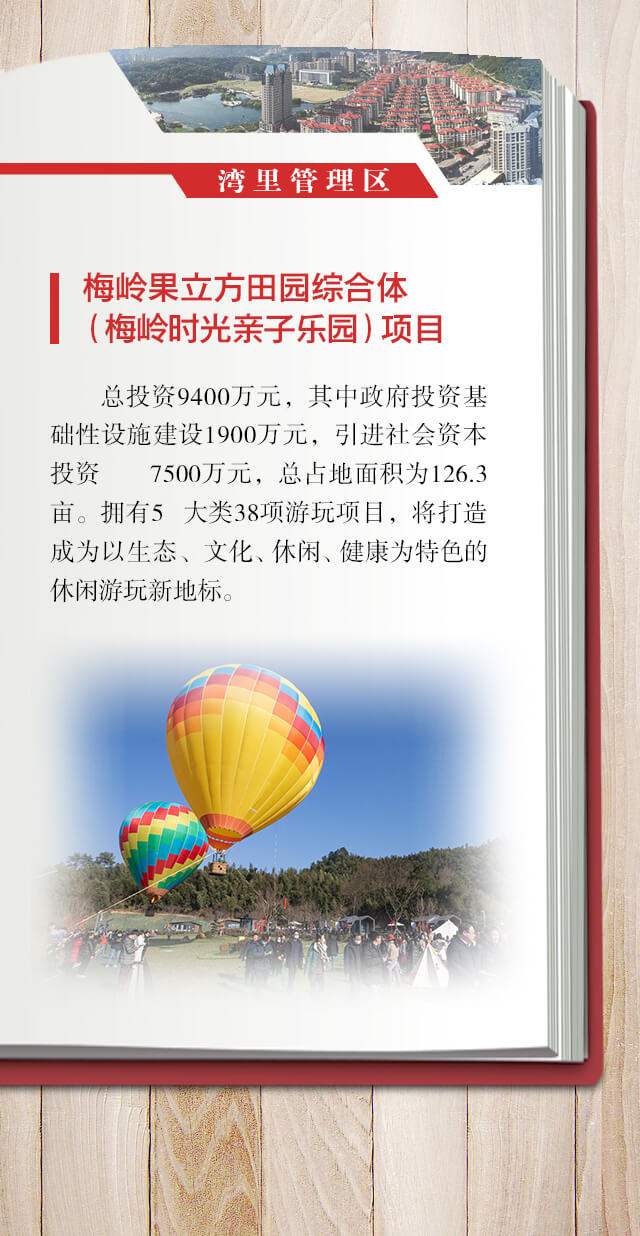 湾里管理区
梅岭果立方田园综合体
（梅岭时光亲子乐园）项目
总投资9400万元，其中政府投资基
础性设施建设1900万元，引进社会资本
投资　　7500万元，总占地面积为126.3
亩。拥有5　大类38项游玩项目，将打造
成为以生态、文化、休闲、健康为特色的
休闲游玩新地标。